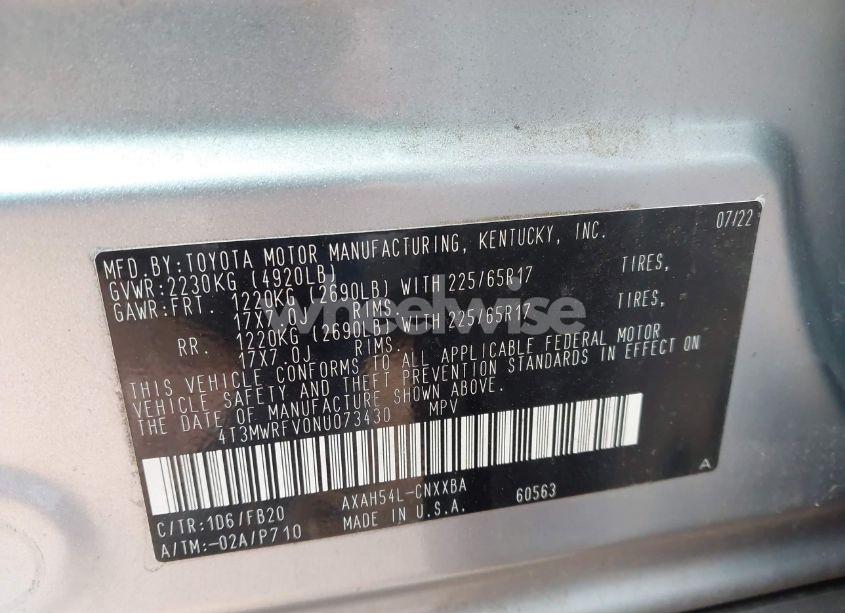 07/22
MFD.BY:TOYOTA MOTOR MANUFACTURING, KENTUCKY, INC.
GVWR:2230KG (4920LB)
GAWR:FRT. 1220KG (2690LB) WITH 225/65R17 TIRES,
17X7.0J RIMS
RR. 1220KG (2690LB) WITH 225/65R17 TIRES,
17X7.0J RIMS
THIS VEHICLE CONFORMS TO ALL APPLICABLE FEDERAL MOTOR
VEHICLE SAFETY AND THEFT PREVENTION STANDARDS IN EFFECT ON
THE DATE OF MANUFACTURE SHOWN ABOVE.
4T3MWRFV0NU073430 MPV
C/TR:1D6/FB20 AXAH54L-CNXXBA 60563 A
A/TM:-02A/P710 MADE IN U.S.A.
wheelwise